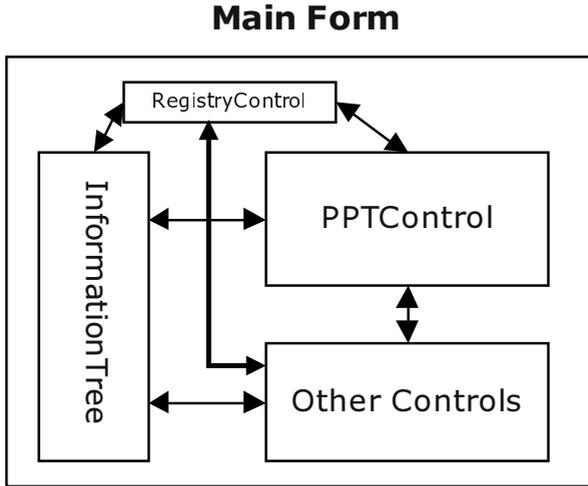 Main Form
RegistryControl
InformationTree
PPTControl
Other Controls